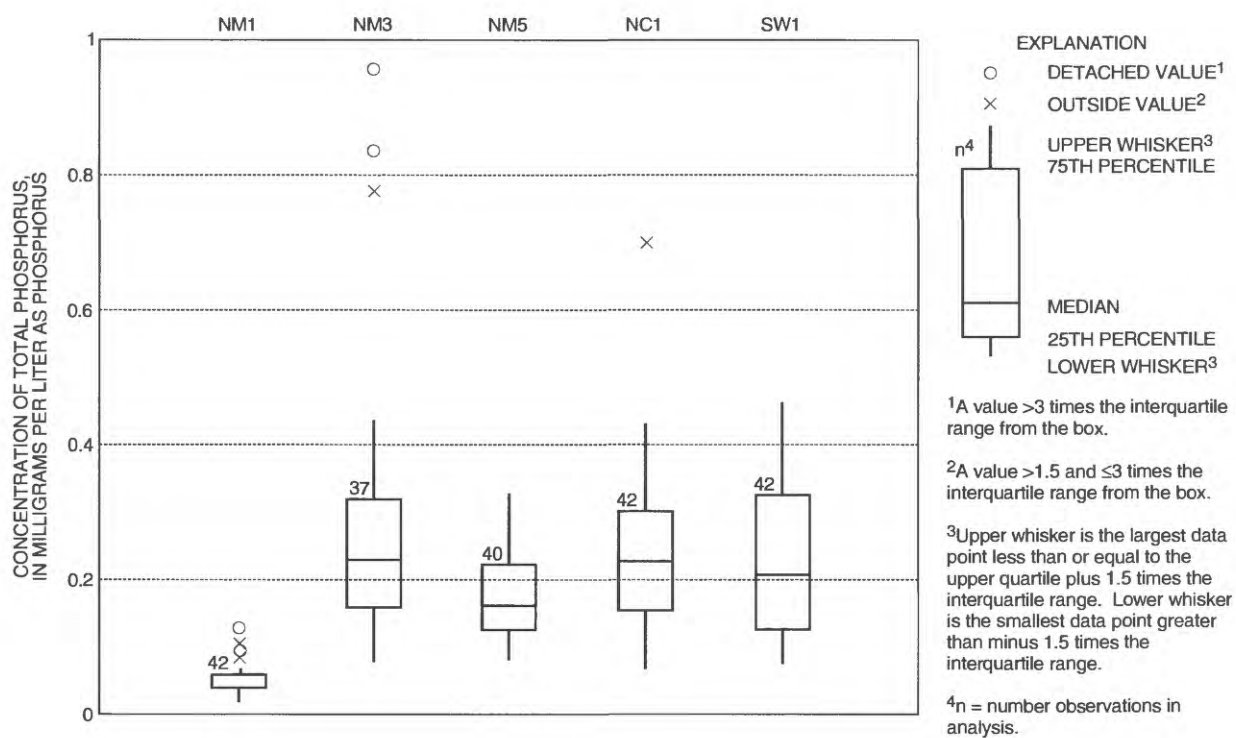 NM1 NM3 NM5 NC1 SW1
CONCENTRATION OF TOTAL PHOSPHORUS,
IN MILLIGRAMS PER LITER AS PHOSPHORUS
1
0.8
0.6
0.4
0.2
0
42
37
40
42
42
EXPLANATION
DETACHED VALUE¹
OUTSIDE VALUE²
n⁴
UPPER WHISKER³
75TH PERCENTILE
MEDIAN
25TH PERCENTILE
LOWER WHISKER³
¹A value >3 times the interquartile
range from the box.
²A value >1.5 and ≤3 times the
interquartile range from the box.
³Upper whisker is the largest data
point less than or equal to the
upper quartile plus 1.5 times the
interquartile range. Lower whisker
is the smallest data point greater
than minus 1.5 times the
interquartile range.
⁴n = number observations in
analysis.